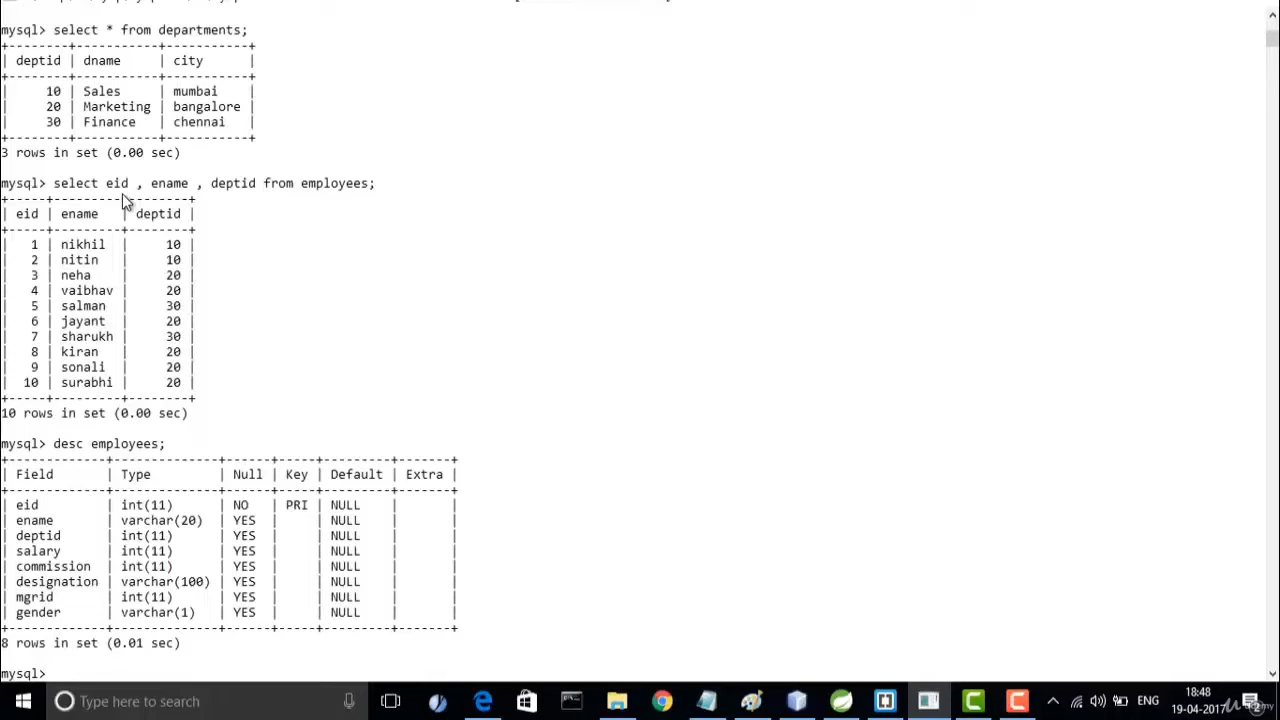 mysql> select * from departments;
+--------+-----------+-----------+
| deptid | dname     | city      |
+--------+-----------+-----------+
|     10 | Sales     | mumbai    |
|     20 | Marketing | bangalore |
|     30 | Finance   | chennai   |
+--------+-----------+-----------+
3 rows in set (0.00 sec)
mysql> select eid , ename , deptid from employees;
+-----+---------+--------+
| eid | ename   | deptid |
+-----+---------+--------+
|   1 | nikhil  |     10 |
|   2 | nitin   |     10 |
|   3 | neha    |     20 |
|   4 | vaibhav |     20 |
|   5 | salman  |     30 |
|   6 | jayant  |     20 |
|   7 | sharukh |     30 |
|   8 | kiran   |     20 |
|   9 | sonali  |     20 |
|  10 | surabhi |     20 |
+-----+---------+--------+
10 rows in set (0.00 sec)
mysql> desc employees;
+-------------+--------------+------+-----+---------+-------+
| Field       | Type         | Null | Key | Default | Extra |
+-------------+--------------+------+-----+---------+-------+
| eid         | int(11)      | NO   | PRI | NULL    |       |
| ename       | varchar(20)  | YES  |     | NULL    |       |
| deptid      | int(11)      | YES  |     | NULL    |       |
| salary      | int(11)      | YES  |     | NULL    |       |
| commission  | int(11)      | YES  |     | NULL    |       |
| designation | varchar(100) | YES  |     | NULL    |       |
| mgrid       | int(11)      | YES  |     | NULL    |       |
| gender      | varchar(1)   | YES  |     | NULL    |       |
+-------------+--------------+------+-----+---------+-------+
8 rows in set (0.01 sec)
mysql>
Type here to search
ENG
18:48
19-04-2017